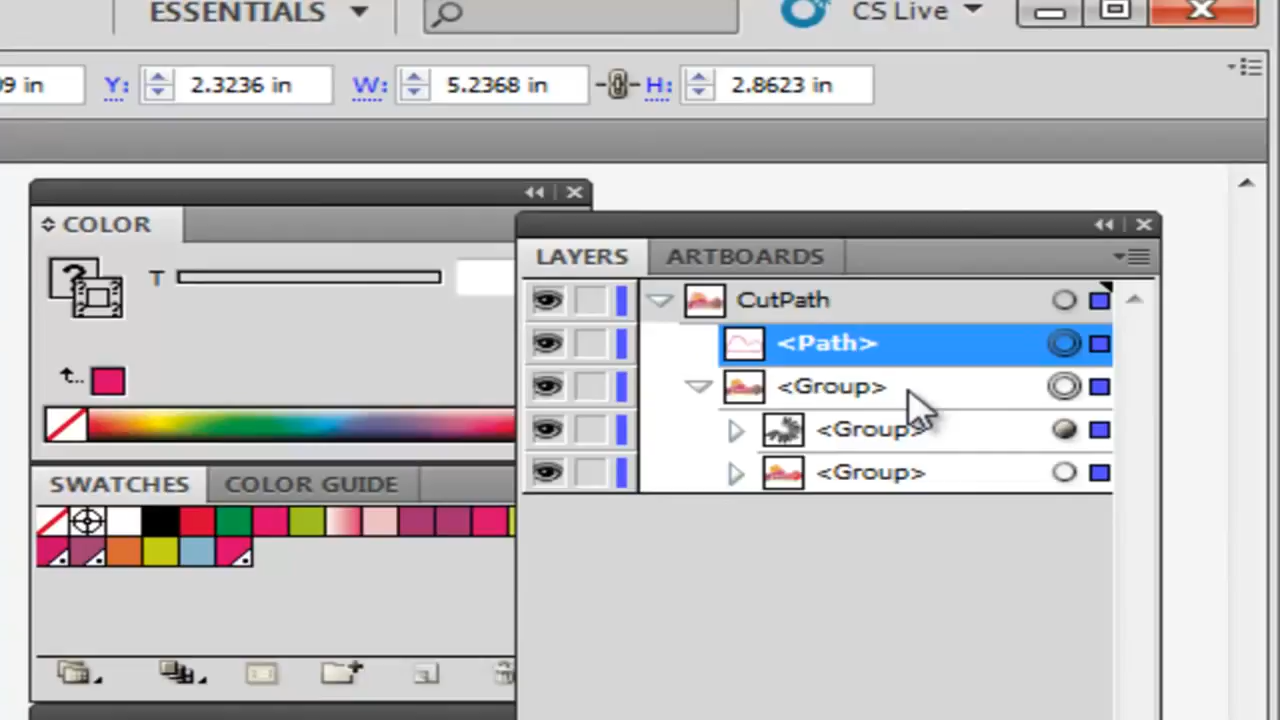 ESSENTIALS
CS Live
9 in Y: 2.3236 in W: 5.2368 in H: 2.8623 in
COLOR
T
?
LAYERS ARTBOARDS
CutPath
<Path>
<Group>
<Group>
<Group>
SWATCHES COLOR GUIDE